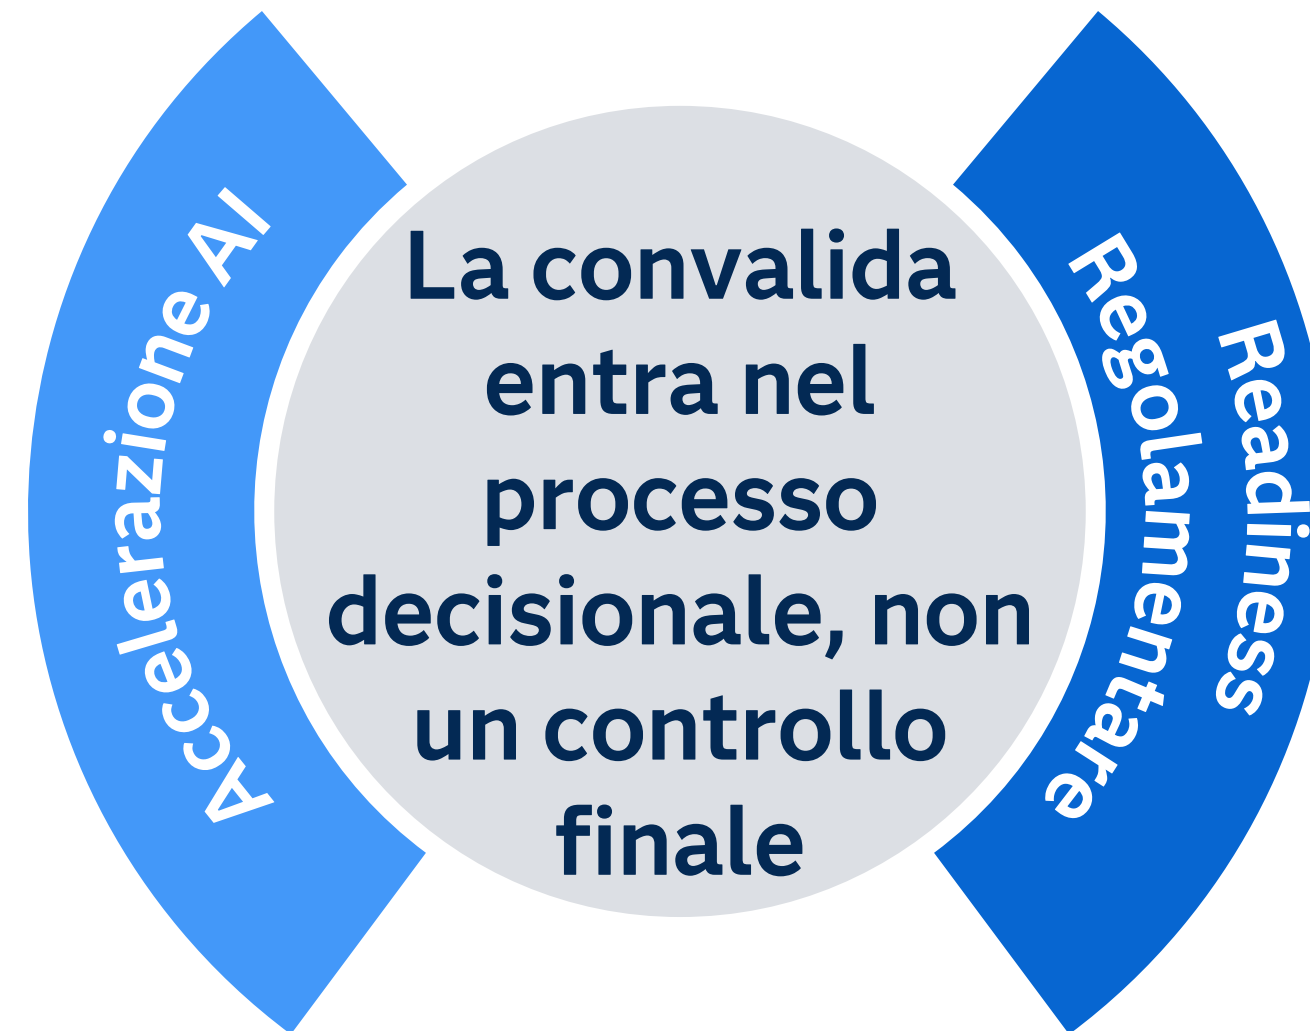 Accelerazione AI
La convalida
entra nel
processo
decisionale, non
un controllo
finale
Readiness
Regolamentare